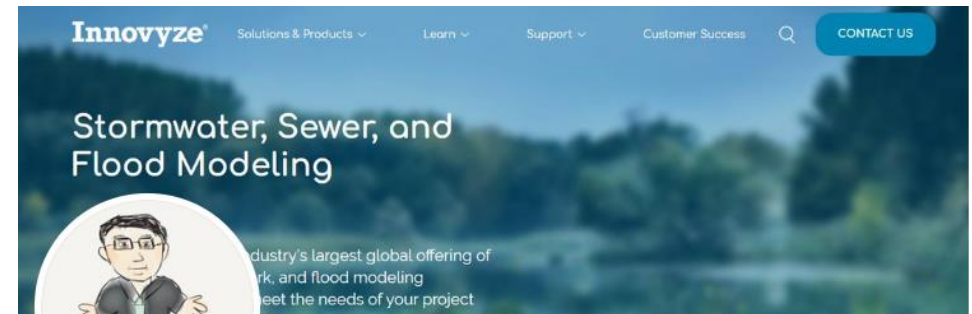 Innovyze®
Solutions & Products
Learn
Support
Customer Success
CONTACT US
Stormwater, Sewer, and
Flood Modeling
dustry's largest global offering of
rk, and flood modeling
eet the needs of your project